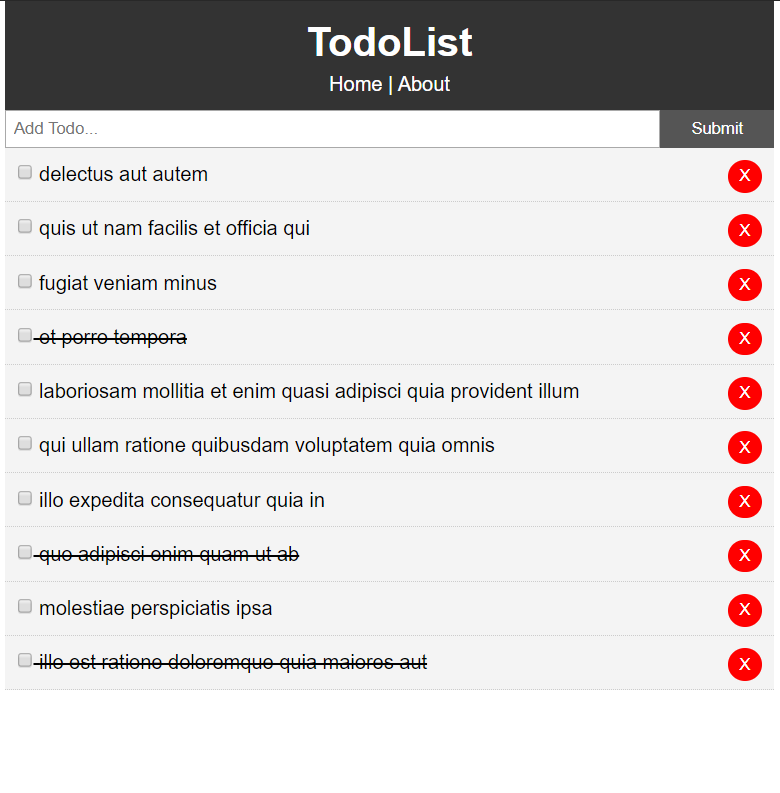 TodoList
Home | About
Add Todo...
Submit
delectus aut autem
X
quis ut nam facilis et officia qui
X
fugiat veniam minus
X
et porro tempora
X
laboriosam mollitia et enim quasi adipisci quia provident illum
X
qui ullam ratione quibusdam voluptatem quia omnis
X
illo expedita consequatur quia in
X
quo adipisci enim quam ut ab
X
molestiae perspiciatis ipsa
X
illo est ratione doloremque quia maiores aut
X